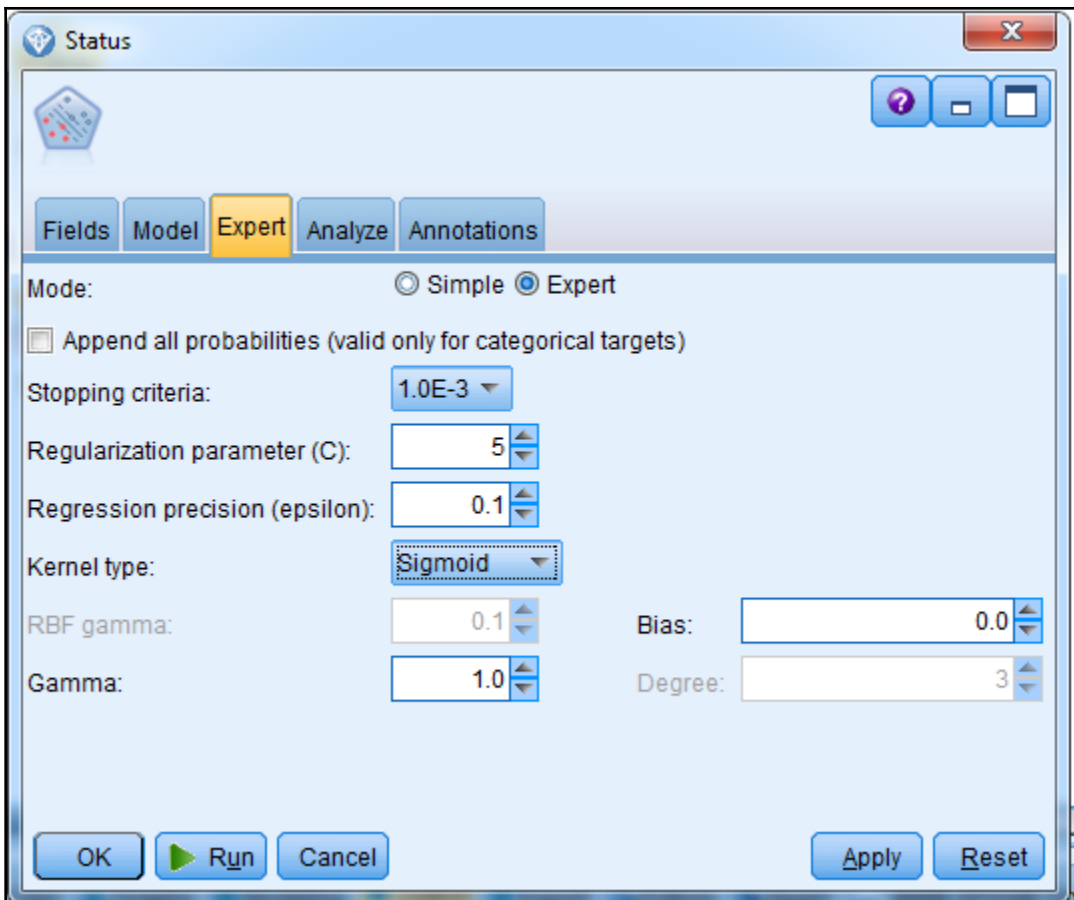 Status
Fields Model Expert Analyze Annotations
Mode: Simple Expert
Append all probabilities (valid only for categorical targets)
Stopping criteria: 1.0E-3
Regularization parameter (C): 5
Regression precision (epsilon): 0.1
Kernel type: Sigmoid
RBF gamma: 0.1 Bias: 0.0
Gamma: 1.0 Degree: 3
OK Run Cancel Apply Reset